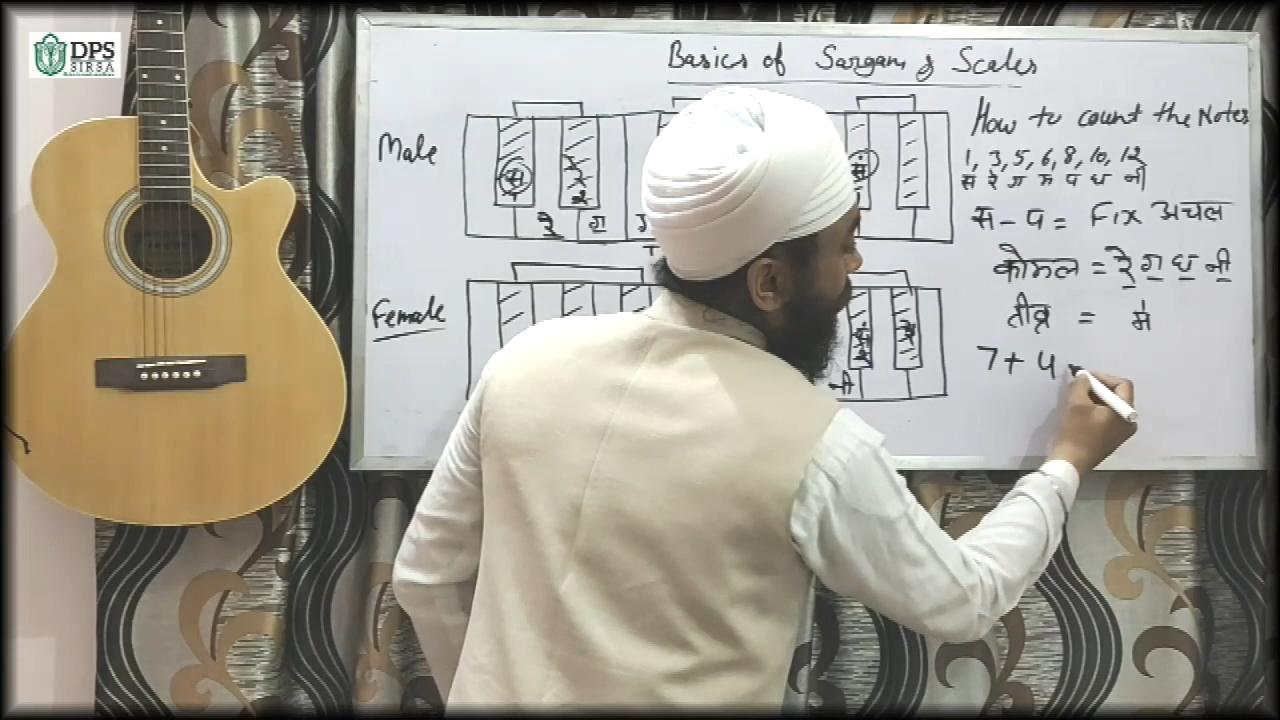 DPS
SIRSA
Basics of Sargam & Scales
Male
स
रे
रे ग
सं
Female
नी
सं रें
How to count the Notes
1, 3, 5, 6, 8, 10, 12
स रे ग म प ध नी
स - प = Fix अचल
कोमल = रे॒ ग॒ ध॒ नी॒
तीव्र = म॑
7 + 4